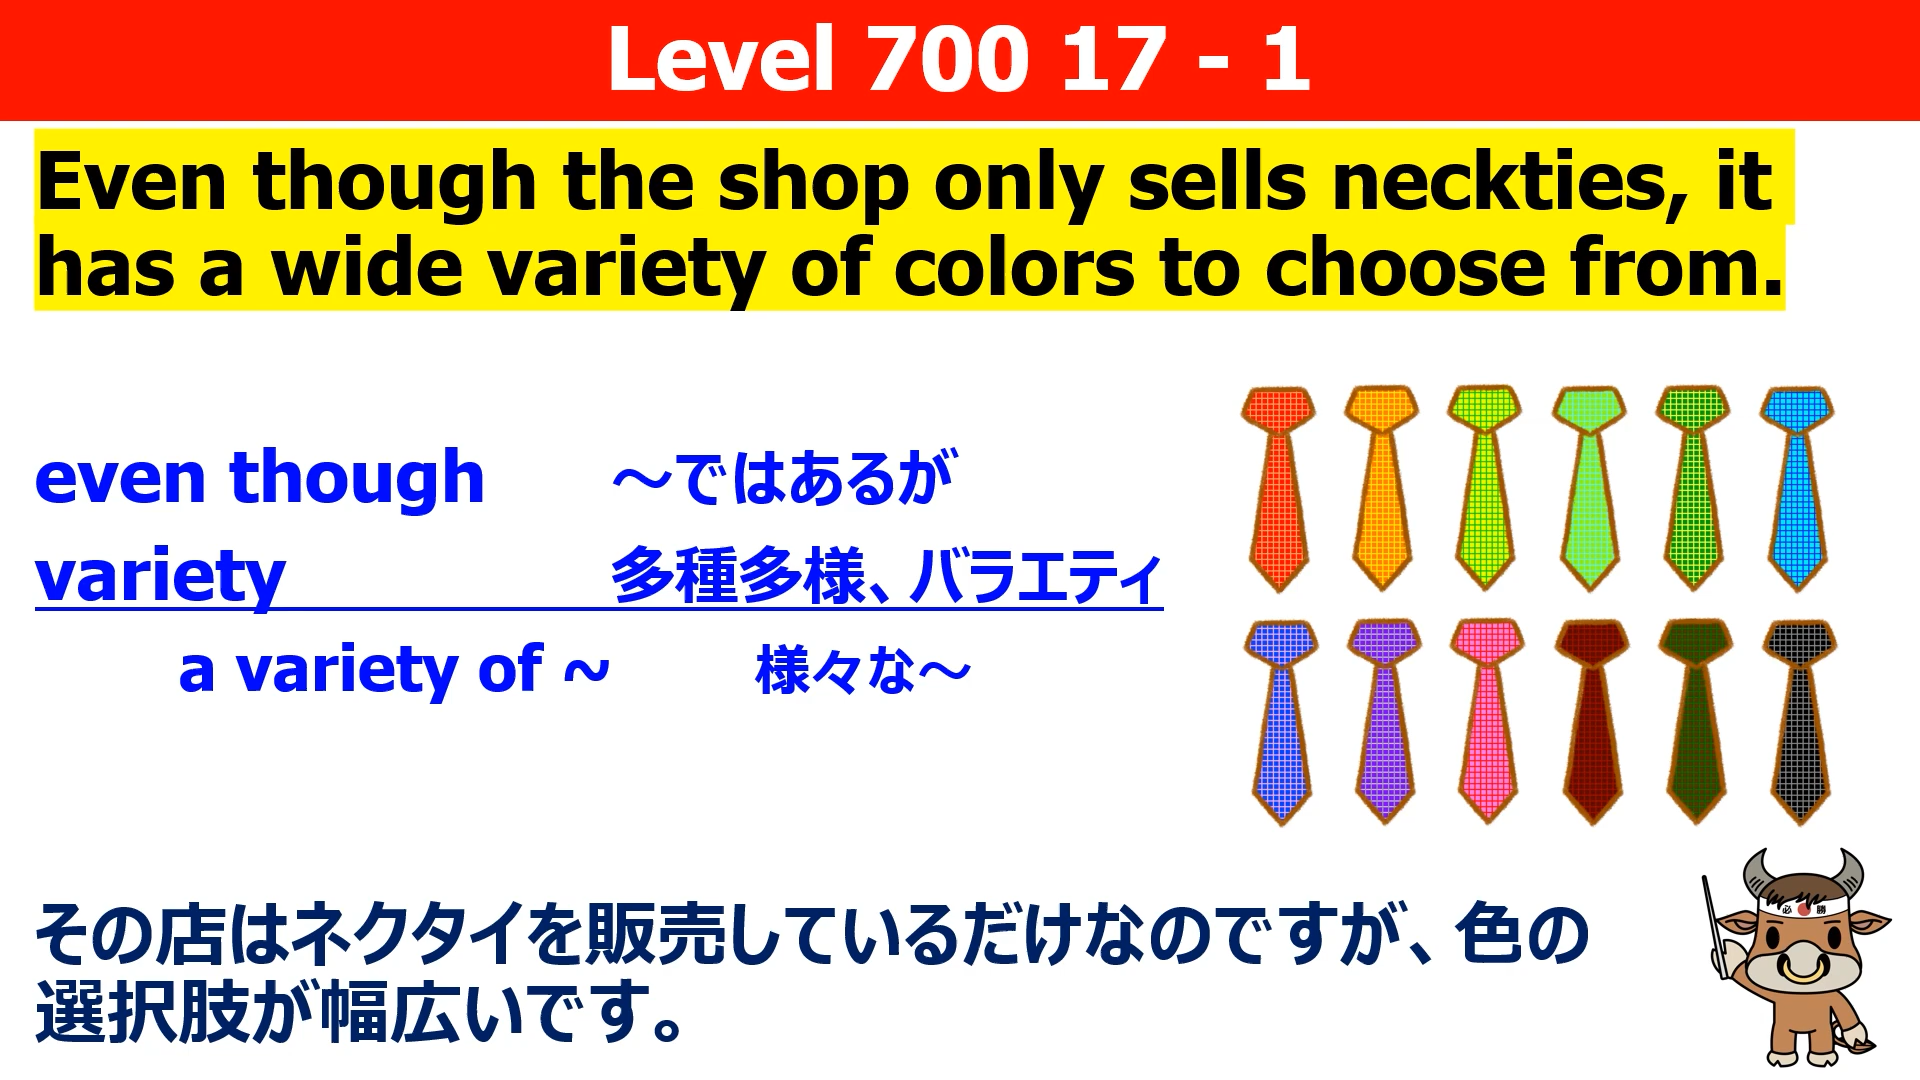 Level 700 17 - 1
Even though the shop only sells neckties, it
has a wide variety of colors to choose from.
even though ～ではあるが
variety 多種多様、バラエティ
a variety of ~ 様々な～
その店はネクタイを販売しているだけなのですが、色の
選択肢が幅広いです。
必 勝